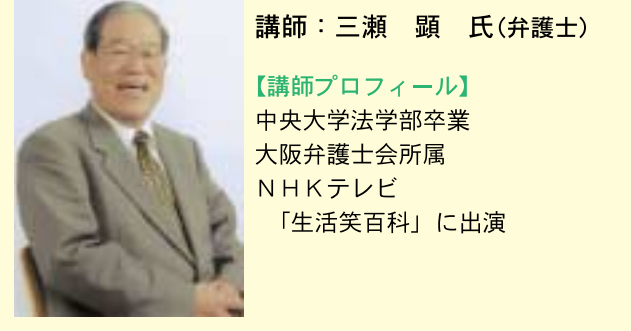 講師：三瀬　顕　氏（弁護士）
【講師プロフィール】
中央大学法学部卒業
大阪弁護士会所属
ＮＨＫテレビ
「生活笑百科」に出演